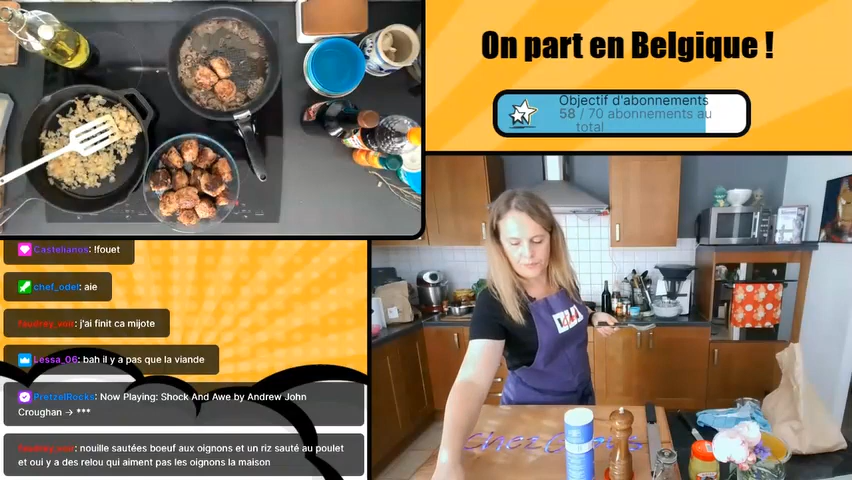 On part en Belgique !
Objectif d'abonnements
58 / 70 abonnements au
total
Castelianos: !fouet
chef_odel: aie
feudrey_voir: j'ai finit ca mijote
Lessa_06: bah il y a pas que la viande
PretzelRocks: Now Playing: Shock And Awe by Andrew John
Croughan -> ***
feudrey_voir: nouille sautées boeuf aux oignons et un riz sauté au poulet
et oui y a des relou qui aiment pas les oignons la maison